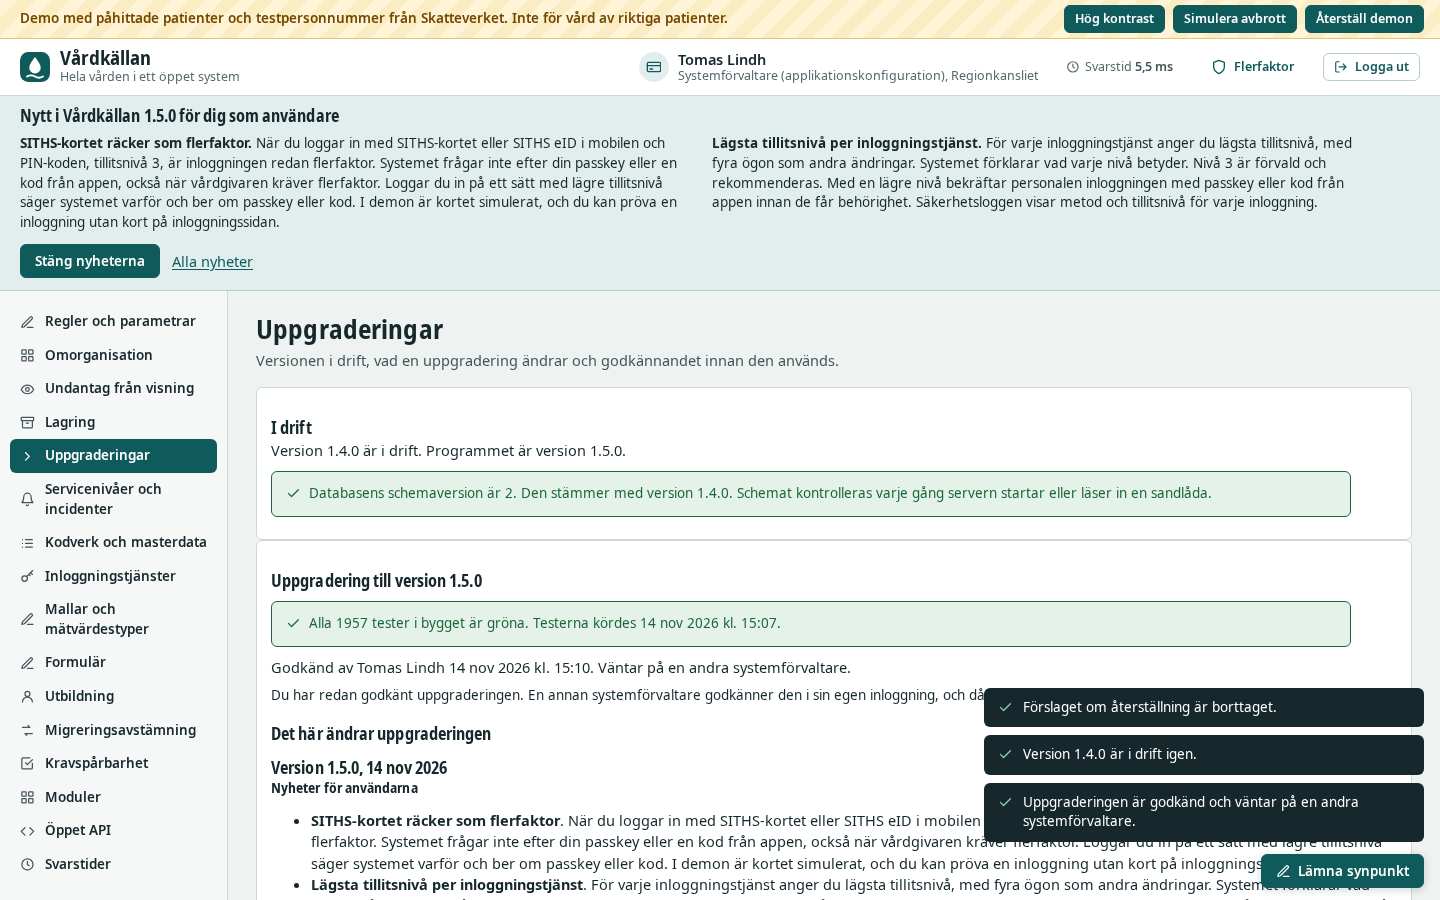 Demo med påhittade patienter och testpersonnummer från Skatteverket. Inte för vård av riktiga patienter.
Hög kontrast
Simulera avbrott
Återställ demon
Vårdkällan
Hela vården i ett öppet system
Tomas Lindh
Systemförvaltare (applikationskonfiguration), Regionkansliet
Svarstid 5,5 ms
Flerfaktor
Logga ut
Nytt i Vårdkällan 1.5.0 för dig som användare
SITHS-kortet räcker som flerfaktor. När du loggar in med SITHS-kortet eller SITHS eID i mobilen och
PIN-koden, tillitsnivå 3, är inloggningen redan flerfaktor. Systemet frågar inte efter din passkey eller en
kod från appen, också när vårdgivaren kräver flerfaktor. Loggar du in på ett sätt med lägre tillitsnivå
säger systemet varför och ber om passkey eller kod. I demon är kortet simulerat, och du kan pröva en
inloggning utan kort på inloggningssidan.
Lägsta tillitsnivå per inloggningstjänst. För varje inloggningstjänst anger du lägsta tillitsnivå, med
fyra ögon som andra ändringar. Systemet förklarar vad varje nivå betyder. Nivå 3 är förvald och
rekommenderas. Med en lägre nivå bekräftar personalen inloggningen med passkey eller kod från
appen innan de får behörighet. Säkerhetsloggen visar metod och tillitsnivå för varje inloggning.
Stäng nyheterna
Alla nyheter
Regler och parametrar
Omorganisation
Undantag från visning
Lagring
Uppgraderingar
Servicenivåer och
incidenter
Kodverk och masterdata
Inloggningstjänster
Mallar och
mätvärdestyper
Formulär
Utbildning
Migreringsavstämning
Kravspårbarhet
Moduler
Öppet API
Svarstider
Uppgraderingar
Versionen i drift, vad en uppgradering ändrar och godkännandet innan den används.
I drift
Version 1.4.0 är i drift. Programmet är version 1.5.0.
Databasens schemaversion är 2. Den stämmer med version 1.4.0. Schemat kontrolleras varje gång servern startar eller läser in en sandlåda.
Uppgradering till version 1.5.0
Alla 1957 tester i bygget är gröna. Testerna kördes 14 nov 2026 kl. 15:07.
Godkänd av Tomas Lindh 14 nov 2026 kl. 15:10. Väntar på en andra systemförvaltare.
Du har redan godkänt uppgraderingen. En annan systemförvaltare godkänner den i sin egen inloggning, och då
Det här ändrar uppgraderingen
Version 1.5.0, 14 nov 2026
Nyheter för användarna
SITHS-kortet räcker som flerfaktor. När du loggar in med SITHS-kortet eller SITHS eID i mobilen
flerfaktor. Systemet frågar inte efter din passkey eller en kod från appen, också när vårdgivaren kräver flerfaktor. Loggar du in på ett sätt med lägre tillitsnivå
säger systemet varför och ber om passkey eller kod. I demon är kortet simulerat, och du kan pröva en inloggning utan kort på
Lägsta tillitsnivå per inloggningstjänst. För varje inloggningstjänst anger du lägsta tillitsnivå, med fyra ögon som andra ändringar.
Förslaget om återställning är borttaget.
Version 1.4.0 är i drift igen.
Uppgraderingen är godkänd och väntar på en andra
systemförvaltare.
Lämna synpunkt